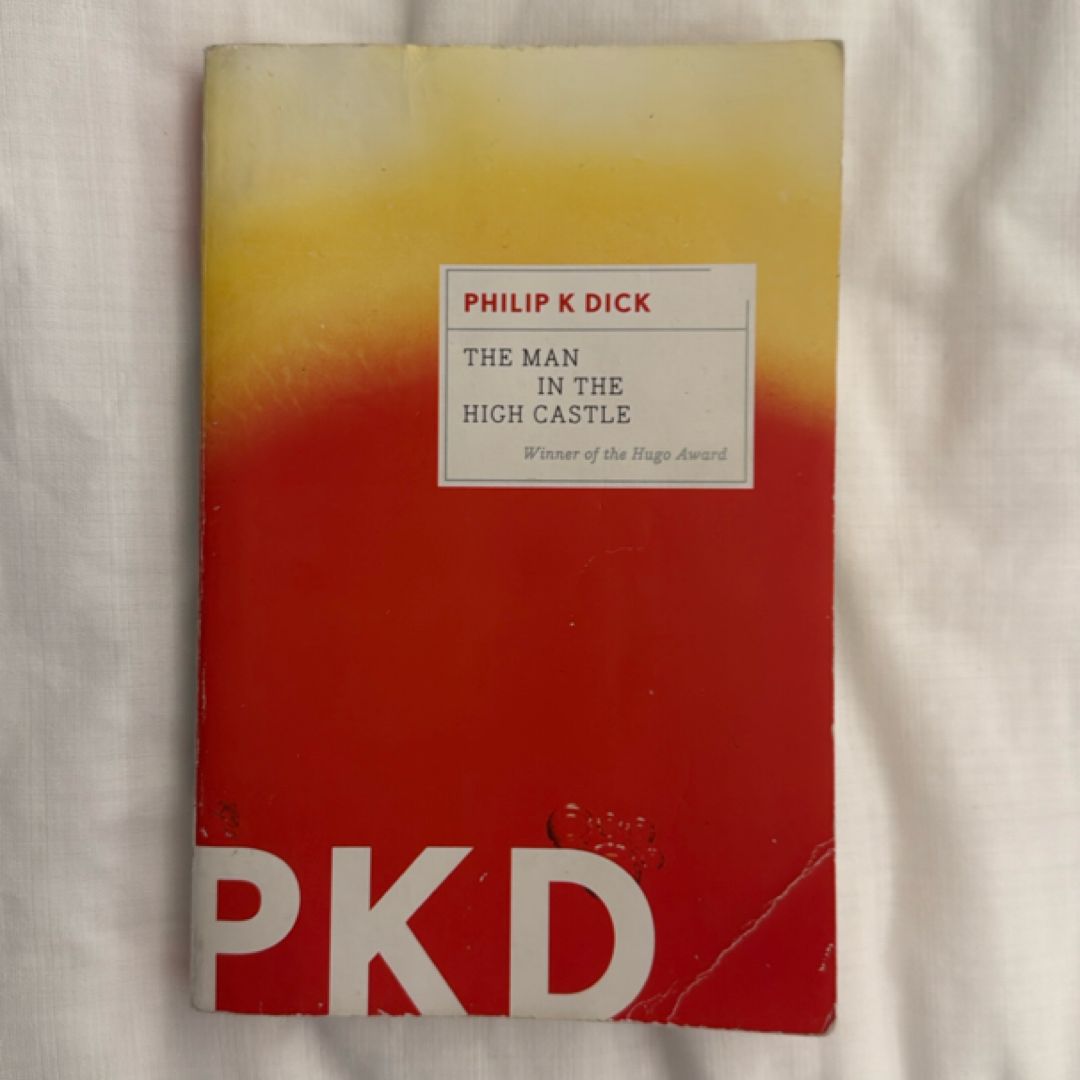 PHILIP K DICK
THE MAN
IN THE
HIGH CASTLE
Winner of the Hugo Award
PKD